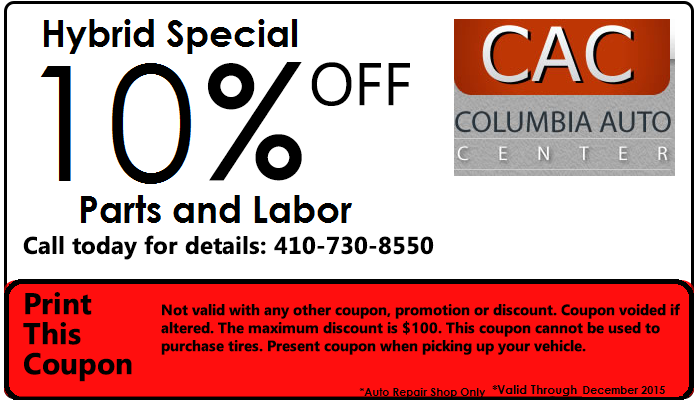 Hybrid Special
10% OFF
Parts and Labor
Call today for details: 410-730-8550
CAC
COLUMBIA AUTO
CENTER
Print
This
Coupon
Not valid with any other coupon, promotion or discount. Coupon voided if
altered. The maximum discount is $100. This coupon cannot be used to
purchase tires. Present coupon when picking up your vehicle.
*Auto Repair Shop Only *Valid Through December 2015